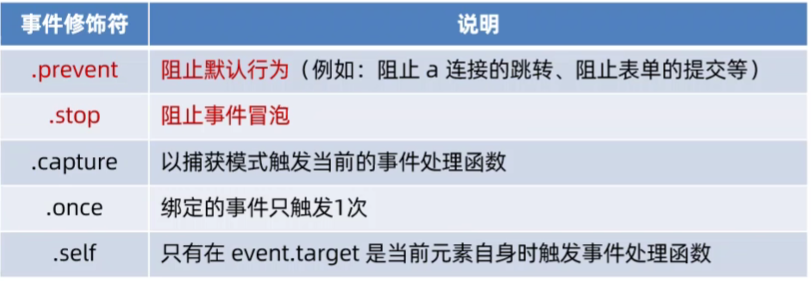 事件修饰符 说明
.prevent 阻止默认行为（例如：阻止 a 连接的跳转、阻止表单的提交等）
.stop 阻止事件冒泡
.capture 以捕获模式触发当前的事件处理函数
.once 绑定的事件只触发1次
.self 只有在 event.target 是当前元素自身时触发事件处理函数